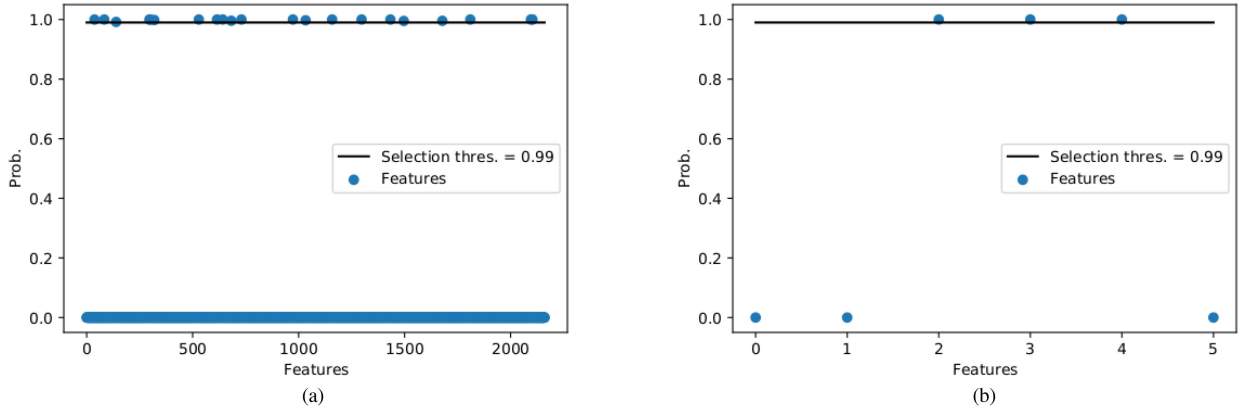 1.0
0.8
0.6
0.4
0.2
0.0
Prob.
Selection thres. = 0.99
Features
0 500 1000 1500 2000
Features
(a)
1.0
0.8
0.6
0.4
0.2
0.0
Prob.
Selection thres. = 0.99
Features
0 1 2 3 4 5
Features
(b)